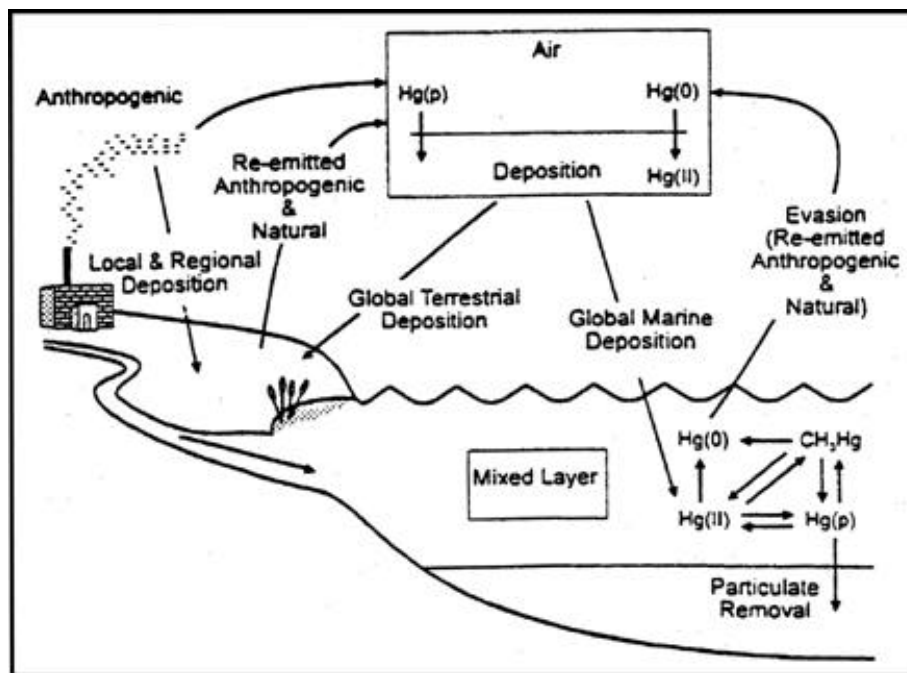 Air
Anthropogenic
Hg(p)
Hg(0)
Re-emitted
Anthropogenic
&
Natural
Deposition
Hg(II)
Evasion
(Re-emitted
Anthropogenic
&
Natural)
Local & Regional
Deposition
Global Terrestrial
Deposition
Global Marine
Deposition
Hg(0)
CH₃Hg
Mixed Layer
Hg(II)
Hg(p)
Particulate
Removal